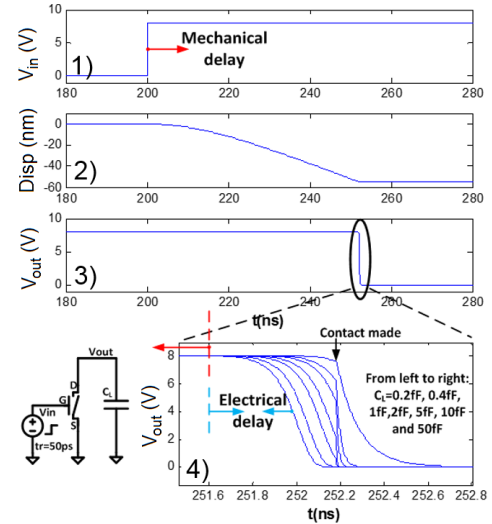 10
5
0
V_in (V)
1)
Mechanical
delay
180 200 220 240 260 280
0
-20
-40
-60
Disp (nm)
2)
180 200 220 240 260 280
10
5
0
V_out (V)
3)
180 200 220 240 260 280
t(ns)
Contact made
8
6
4
2
0
V_out (V)
4)
Electrical
delay
From left to right:
C_L=0.2fF, 0.4fF,
1fF,2fF, 5fF, 10fF
and 50fF
251.6 251.8 252 252.2 252.4 252.6 252.8
t(ns)
Vout
D
G
S
C_L
Vin
tr=50ps